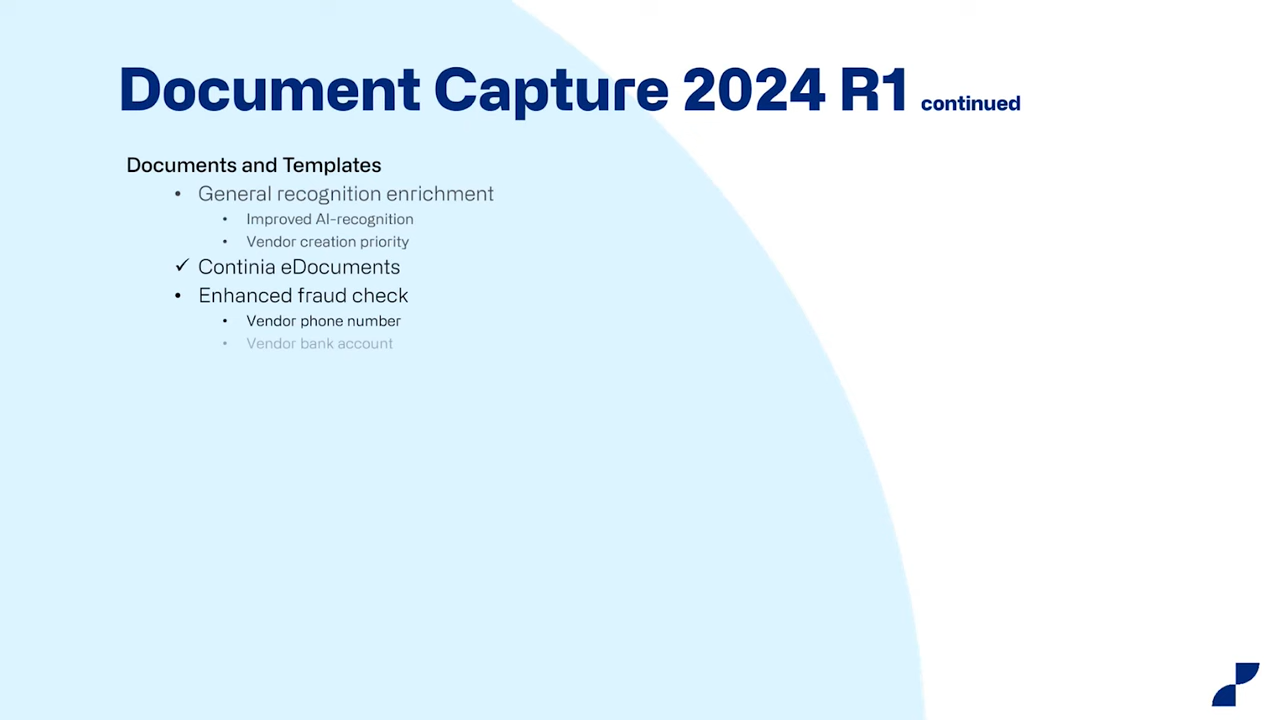 Document Capture 2024 R1 continued
Documents and Templates
• General recognition enrichment
• Improved AI-recognition
• Vendor creation priority
✓ Continia eDocuments
• Enhanced fraud check
• Vendor phone number
• Vendor bank account